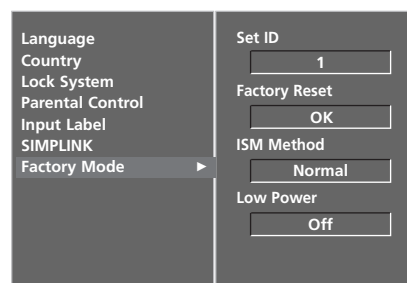 Language
Country
Lock System
Parental Control
Input Label
SIMPLINK
Factory Mode ►
Set ID
1
Factory Reset
OK
ISM Method
Normal
Low Power
Off